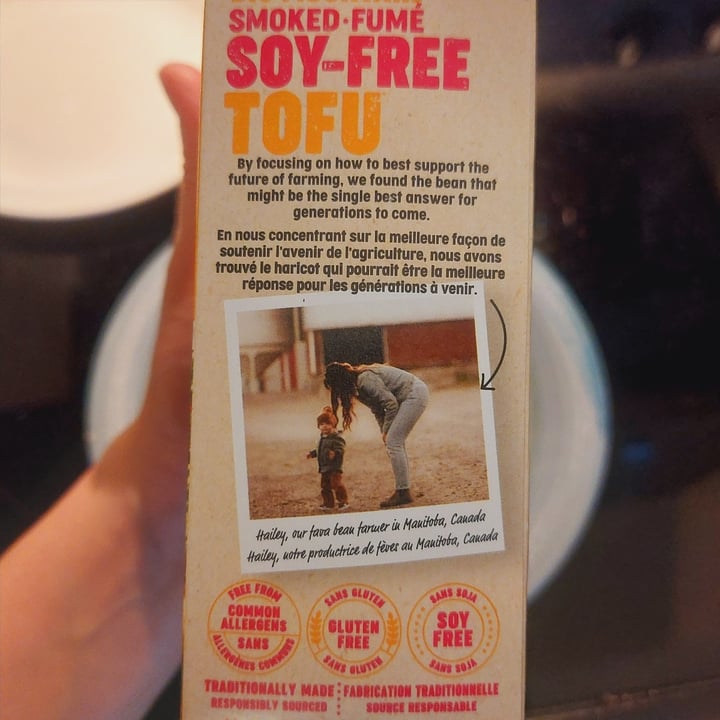 SMOKED•FUMÉ
SOY-FREE
TOFU
By focusing on how to best support the
future of farming, we found the bean that
might be the single best answer for
generations to come.
En nous concentrant sur la meilleure façon de
soutenir l'avenir de l'agriculture, nous avons
trouvé le haricot qui pourrait être la meilleure
réponse pour les générations à venir.
Hailey, our fava bean farmer in Manitoba, Canada
Hailey, notre productrice de fèves au Manitoba, Canada
FREE FROM
COMMON
ALLERGENS
SANS
ALLERGÈNES COMMUNS
SANS GLUTEN
GLUTEN
FREE
SANS GLUTEN
SANS SOJA
SOY
FREE
SANS SOJA
TRADITIONALLY MADE
RESPONSIBLY SOURCED
FABRICATION TRADITIONNELLE
SOURCE RESPONSABLE